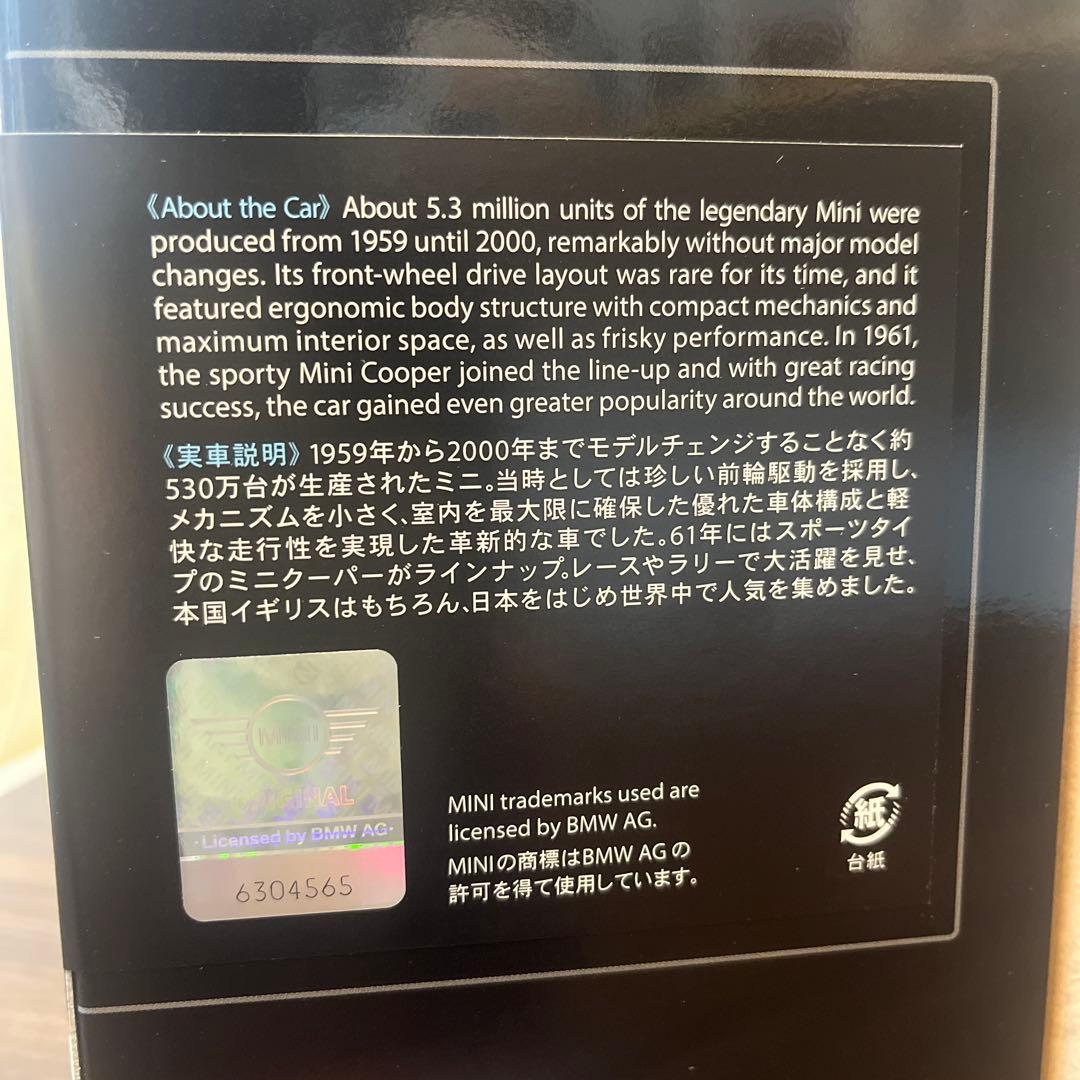 《About the Car》 About 5.3 million units of the legendary Mini were
produced from 1959 until 2000, remarkably without major model
changes. Its front-wheel drive layout was rare for its time, and it
featured ergonomic body structure with compact mechanics and
maximum interior space, as well as frisky performance. In 1961,
the sporty Mini Cooper joined the line-up and with great racing
success, the car gained even greater popularity around the world.
《実車説明》1959年から2000年までモデルチェンジすることなく約
530万台が生産されたミニ。当時としては珍しい前輪駆動を採用し、
メカニズムを小さく、室内を最大限に確保した優れた車体構成と軽
快な走行性を実現した革新的な車でした。61年にはスポーツタイ
プのミニクーパーがラインナップ。レースやラリーで大活躍を見せ、
本国イギリスはもちろん、日本をはじめ世界中で人気を集めました。
MINI
ORIGINAL
·Licensed by BMW AG·
6304565
MINI trademarks used are
licensed by BMW AG.
MINIの商標はBMW AGの
許可を得て使用しています。
紙
台紙